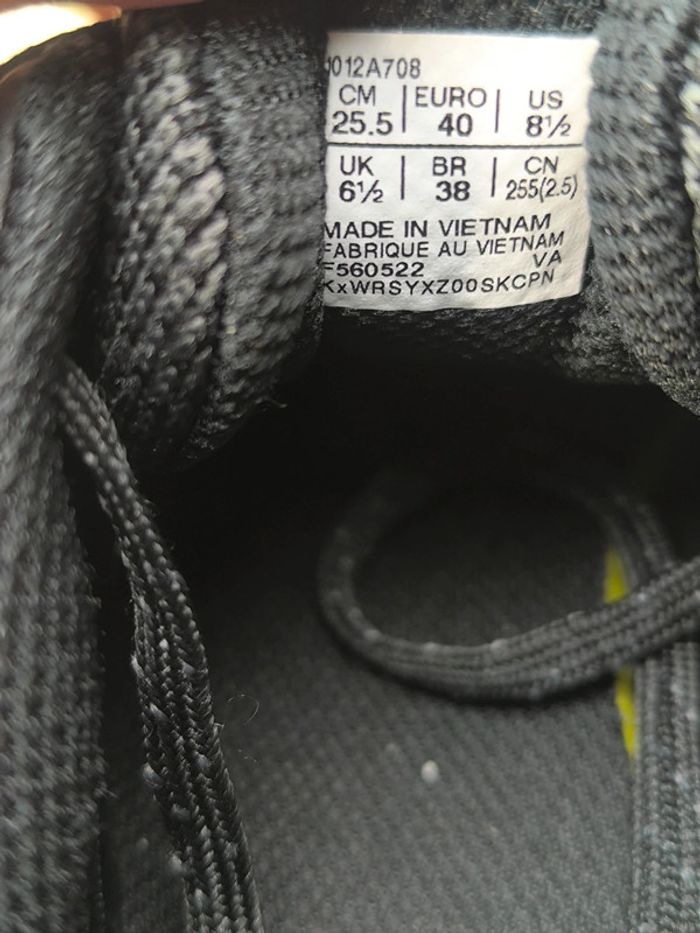 1012A708
CM | EURO | US
25.5 | 40 | 8½
UK | BR | CN
6½ | 38 | 255(2.5)
MADE IN VIETNAM
FABRIQUE AU VIETNAM
F560522 VA
KxWRSYXZ00SKCPN